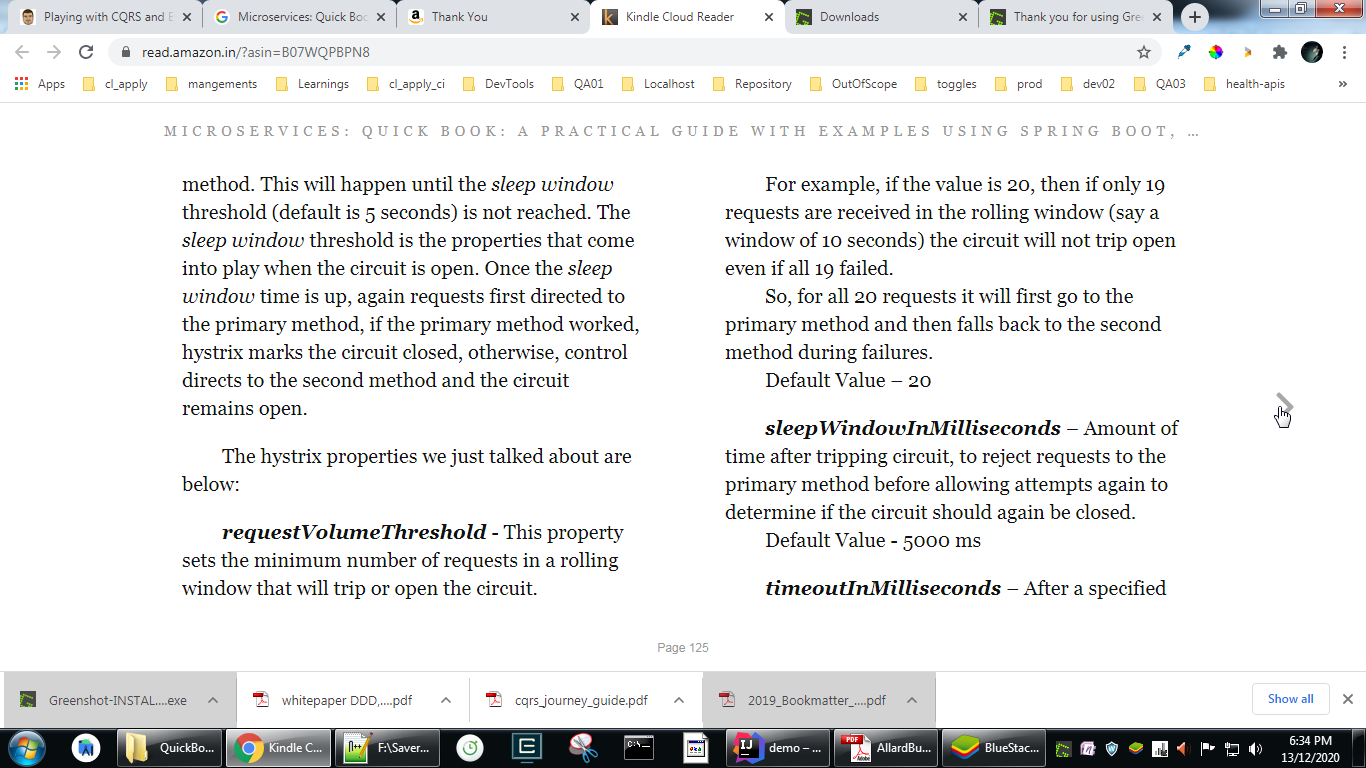 Playing with CQRS and E
Microservices: Quick Boo
Thank You
Kindle Cloud Reader
Downloads
Thank you for using Gre
read.amazon.in/?asin=B07WQPBPN8
Apps
cl_apply
mangements
Learnings
cl_apply_ci
DevTools
QA01
Localhost
Repository
OutOfScope
toggles
prod
dev02
QA03
health-apis
»
MICROSERVICES: QUICK BOOK: A PRACTICAL GUIDE WITH EXAMPLES USING SPRING BOOT, …
method. This will happen until the sleep window
threshold (default is 5 seconds) is not reached. The
sleep window threshold is the properties that come
into play when the circuit is open. Once the sleep
window time is up, again requests first directed to
the primary method, if the primary method worked,
hystrix marks the circuit closed, otherwise, control
directs to the second method and the circuit
remains open.
The hystrix properties we just talked about are
below:
requestVolumeThreshold - This property
sets the minimum number of requests in a rolling
window that will trip or open the circuit.
For example, if the value is 20, then if only 19
requests are received in the rolling window (say a
window of 10 seconds) the circuit will not trip open
even if all 19 failed.
So, for all 20 requests it will first go to the
primary method and then falls back to the second
method during failures.
Default Value – 20
sleepWindowInMilliseconds – Amount of
time after tripping circuit, to reject requests to the
primary method before allowing attempts again to
determine if the circuit should again be closed.
Default Value - 5000 ms
timeoutInMilliseconds – After a specified
Page 125
Greenshot-INSTAL....exe
whitepaper DDD,....pdf
cqrs_journey_guide.pdf
2019_Bookmatter_....pdf
Show all
QuickBo...
Kindle C...
F:\Saver...
demo – ...
AllardBu...
BlueStac...
6:34 PM
13/12/2020